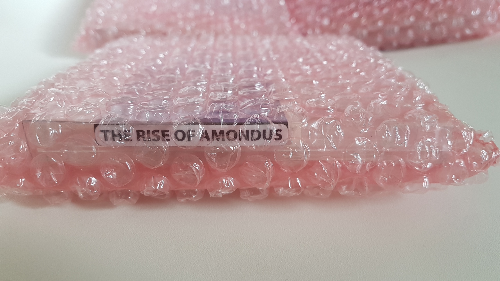 THE RISE OF AMONDUS